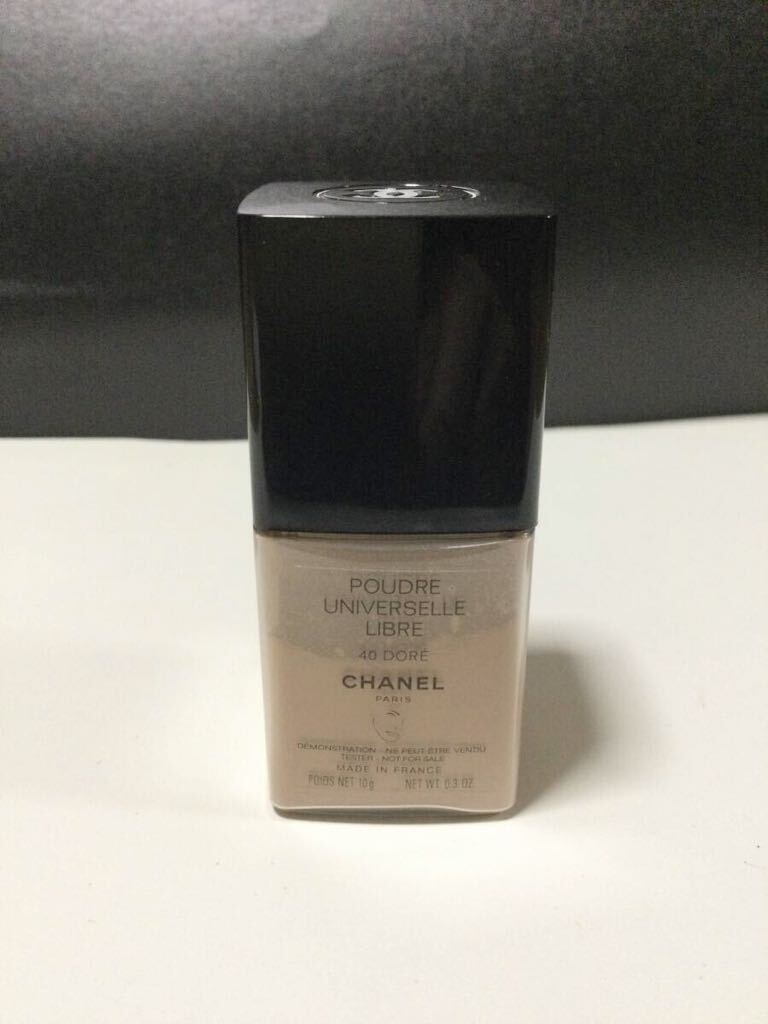 POUDRE
UNIVERSELLE
LIBRE
40 DORÉ
CHANEL
PARIS
DÉMONSTRATION - NE PEUT ÊTRE VENDU
TESTER - NOT FOR SALE
MADE IN FRANCE
POIDS NET 10g NET WT. 0.3 OZ.